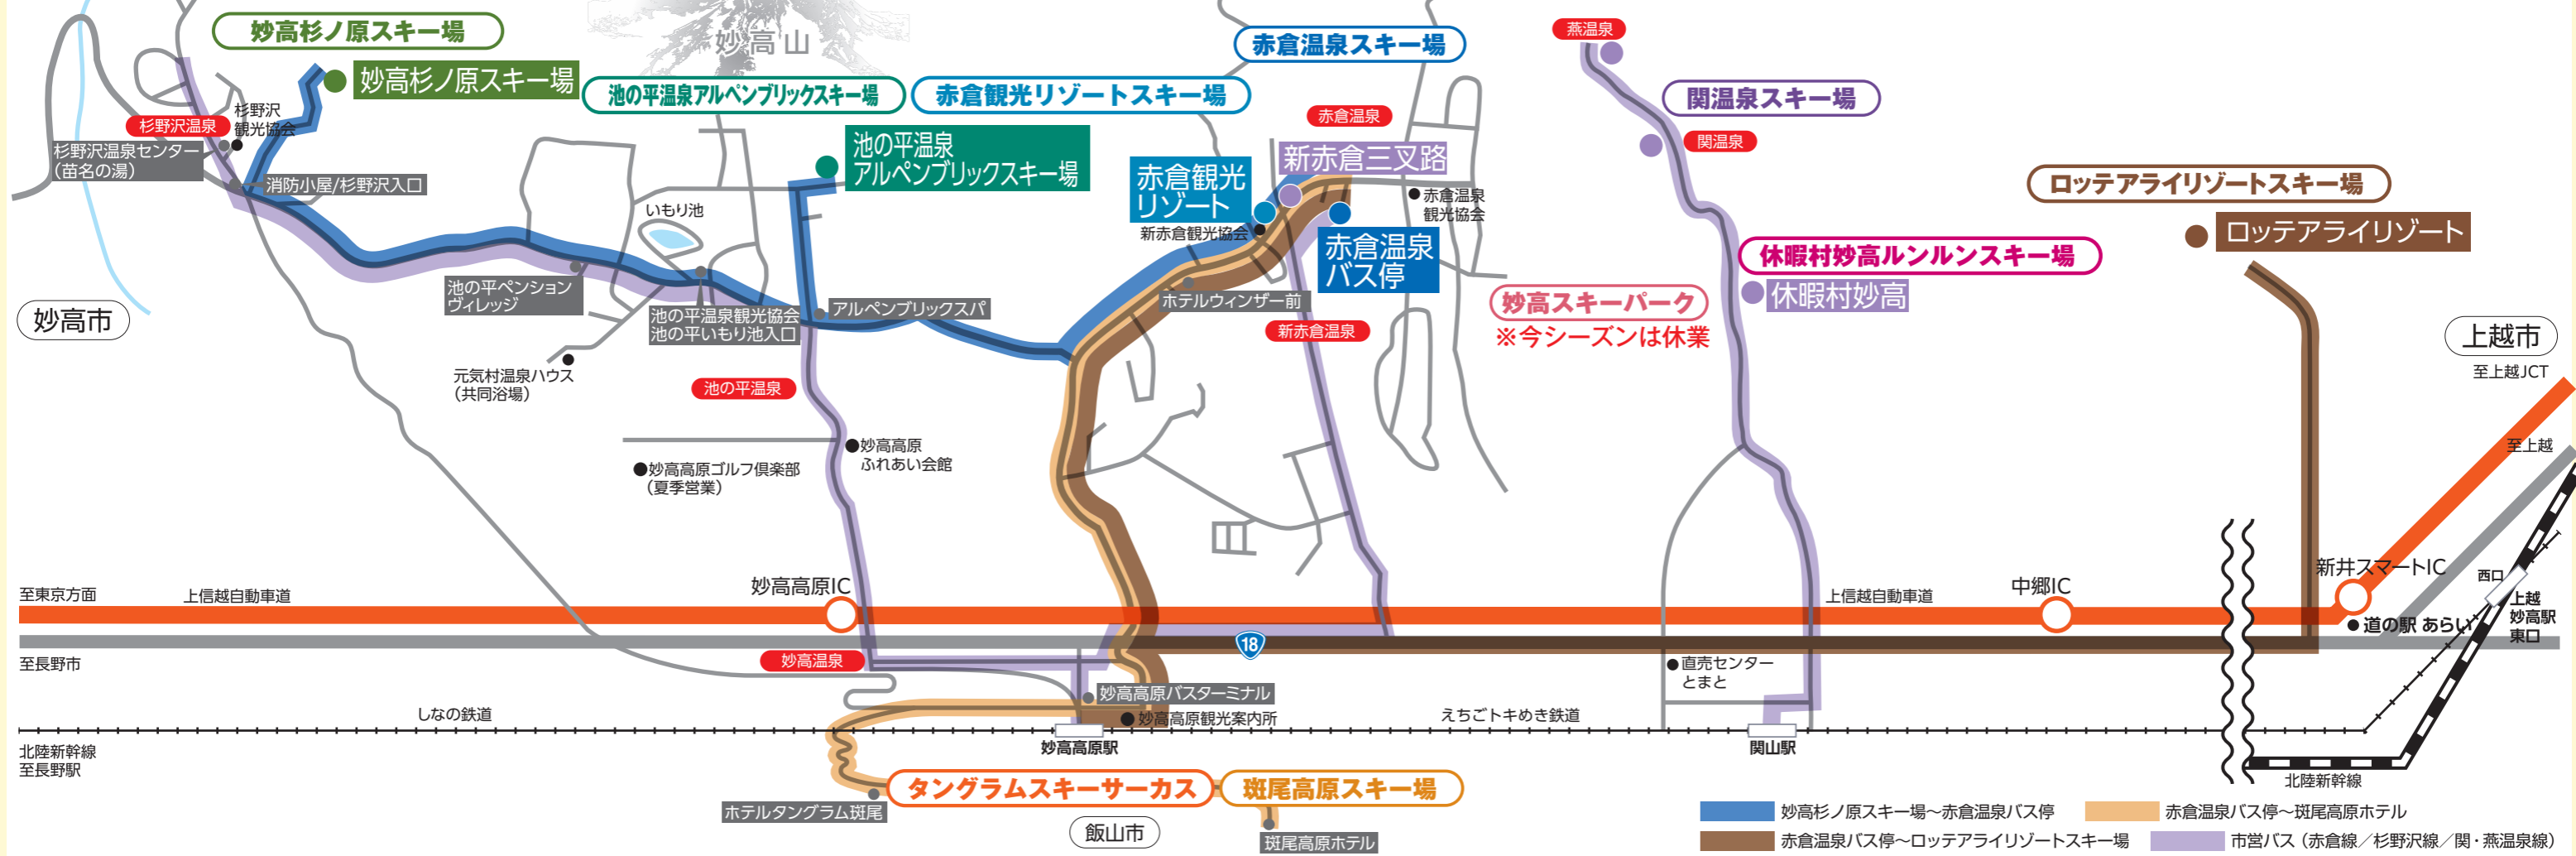 妙高杉ノ原スキー場
妙高杉ノ原スキー場
妙高山
池の平温泉アルペンブリックスキー場
赤倉観光リゾートスキー場
赤倉温泉スキー場
燕温泉
関温泉スキー場
関温泉
赤倉温泉
杉野沢温泉
杉野沢
観光協会
杉野沢温泉センター
(苗名の湯)
消防小屋/杉野沢入口
池の平温泉
アルペンブリックスキー場
いもり池
赤倉観光
リゾート
新赤倉三叉路
新赤倉観光協会
赤倉温泉
観光協会
赤倉温泉
バス停
ロッテアライリゾートスキー場
ロッテアライリゾート
休暇村妙高ルンルンスキー場
休暇村妙高
妙高スキーパーク
※今シーズンは休業
妙高市
池の平ペンション
ヴィレッジ
池の平温泉観光協会
池の平いもり池入口
アルペンブリックスパ
ホテルウィンザー前
新赤倉温泉
元気村温泉ハウス
(共同浴場)
池の平温泉
上越市
至上越JCT
至上越
妙高高原
ふれあい会館
妙高高原ゴルフ倶楽部
(夏季営業)
至東京方面
上信越自動車道
妙高高原IC
上信越自動車道
中郷IC
新井スマートIC
西口
上越
妙高駅
東口
道の駅 あらい
18
至長野市
妙高温泉
直売センター
とまと
妙高高原バスターミナル
妙高高原観光案内所
しなの鉄道
えちごトキめき鉄道
妙高高原駅
関山駅
北陸新幹線
至長野駅
北陸新幹線
タングラムスキーサーカス
斑尾高原スキー場
ホテルタングラム斑尾
飯山市
斑尾高原ホテル
妙高杉ノ原スキー場〜赤倉温泉バス停
赤倉温泉バス停〜斑尾高原ホテル
赤倉温泉バス停〜ロッテアライリゾートスキー場
市営バス(赤倉線／杉野沢線／関・燕温泉線)